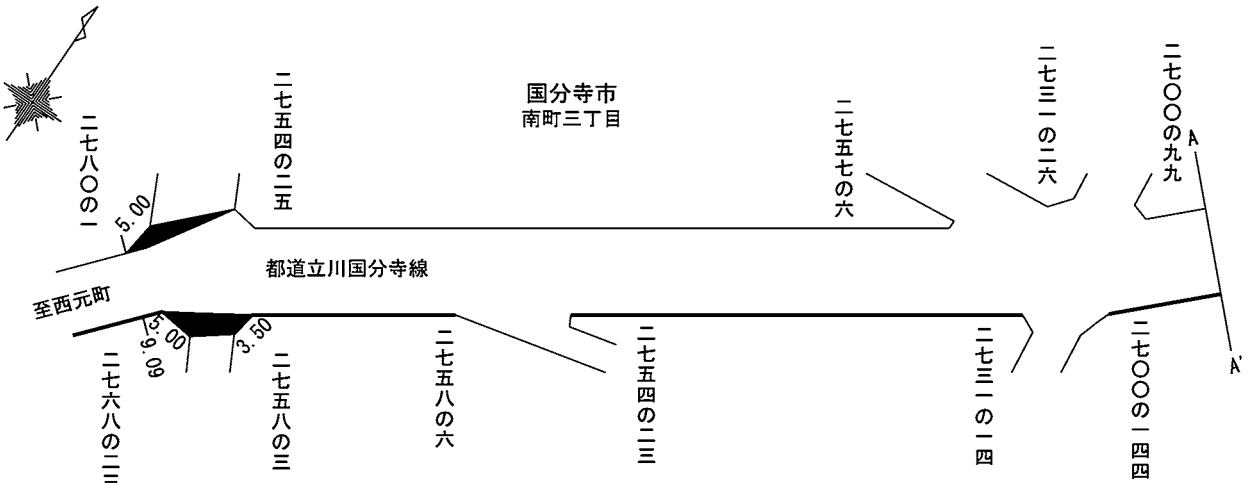 国分寺市
南町三丁目
二七八〇の一
二七五四の二五
二七五七の六
二七三一の二六
二七〇〇の九九
A
5.00
都道立川国分寺線
至西元町
5.00
9.09
3.50
二七六八の二三
二七五八の三
二七五八の六
二七五四の二三
二七三一の一四
二七〇〇の一四四
A'